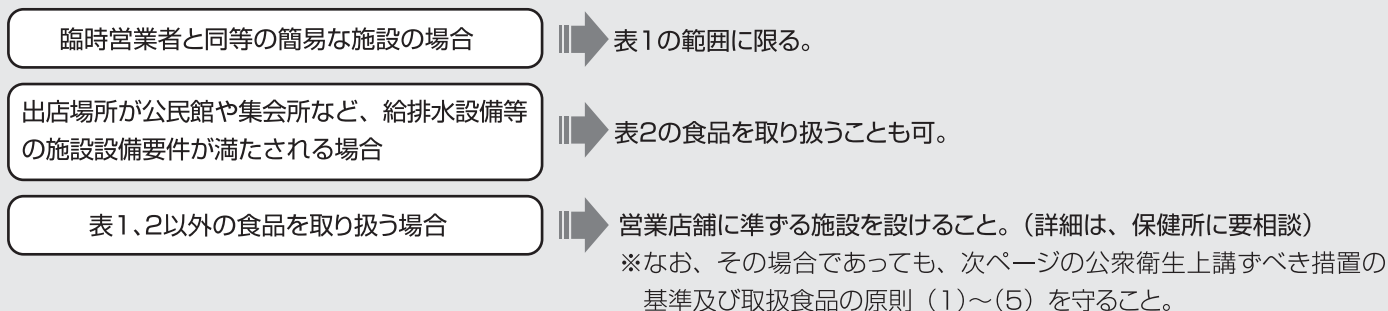 臨時営業者と同等の簡易な施設の場合
表1の範囲に限る。
出店場所が公民館や集会所など、給排水設備等
の施設設備要件が満たされる場合
表2の食品を取り扱うことも可。
表1、2以外の食品を取り扱う場合
営業店舗に準ずる施設を設けること。（詳細は、保健所に要相談）
※なお、その場合であっても、次ページの公衆衛生上講ずべき措置の
基準及び取扱食品の原則（1）～（5）を守ること。